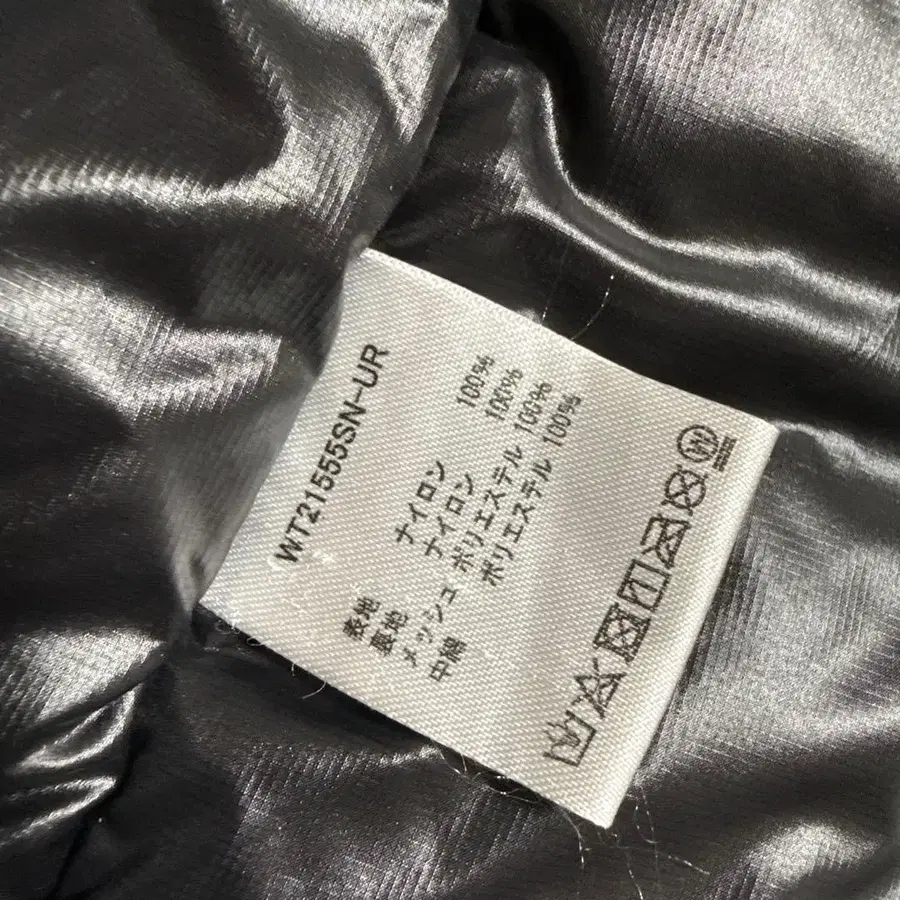 WT21555SN-UR
表地 ナイロン 100%
裏地 ナイロン 100%
メッシュ ポリエステル 100%
中綿 ポリエステル 100%
W